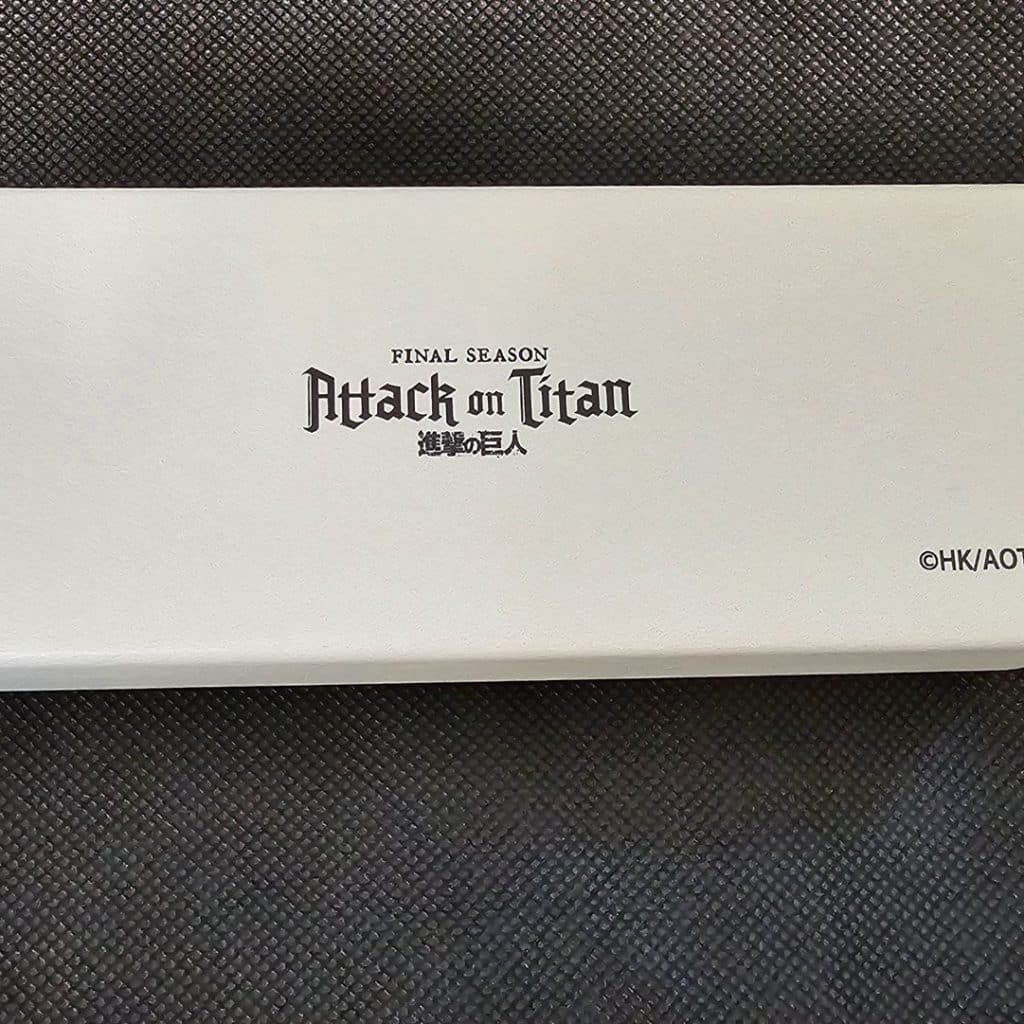 FINAL SEASON
Attack on Titan
進撃の巨人
©HK/AOT